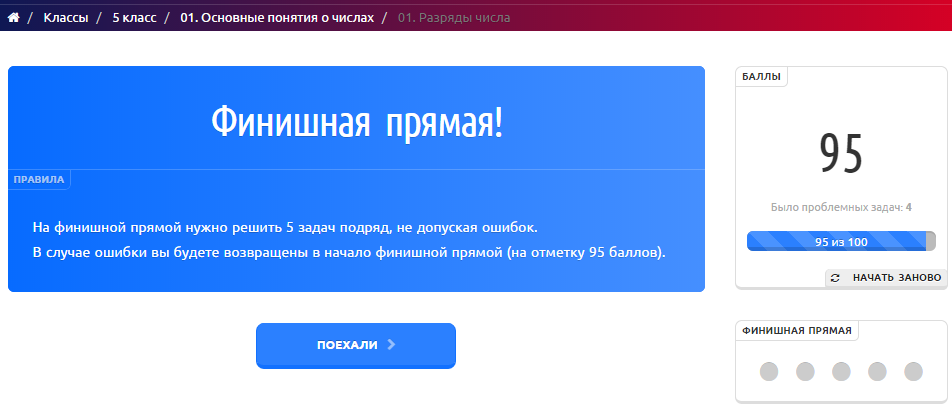 / Классы / 5 класс / 01. Основные понятия о числах / 01. Разряды числа
Финишная прямая!
ПРАВИЛА
На финишной прямой нужно решить 5 задач подряд, не допуская ошибок.
В случае ошибки вы будете возвращены в начало финишной прямой (на отметку 95 баллов).
ПОЕХАЛИ
БАЛЛЫ
95
Было проблемных задач: 4
95 из 100
НАЧАТЬ ЗАНОВО
ФИНИШНАЯ ПРЯМАЯ